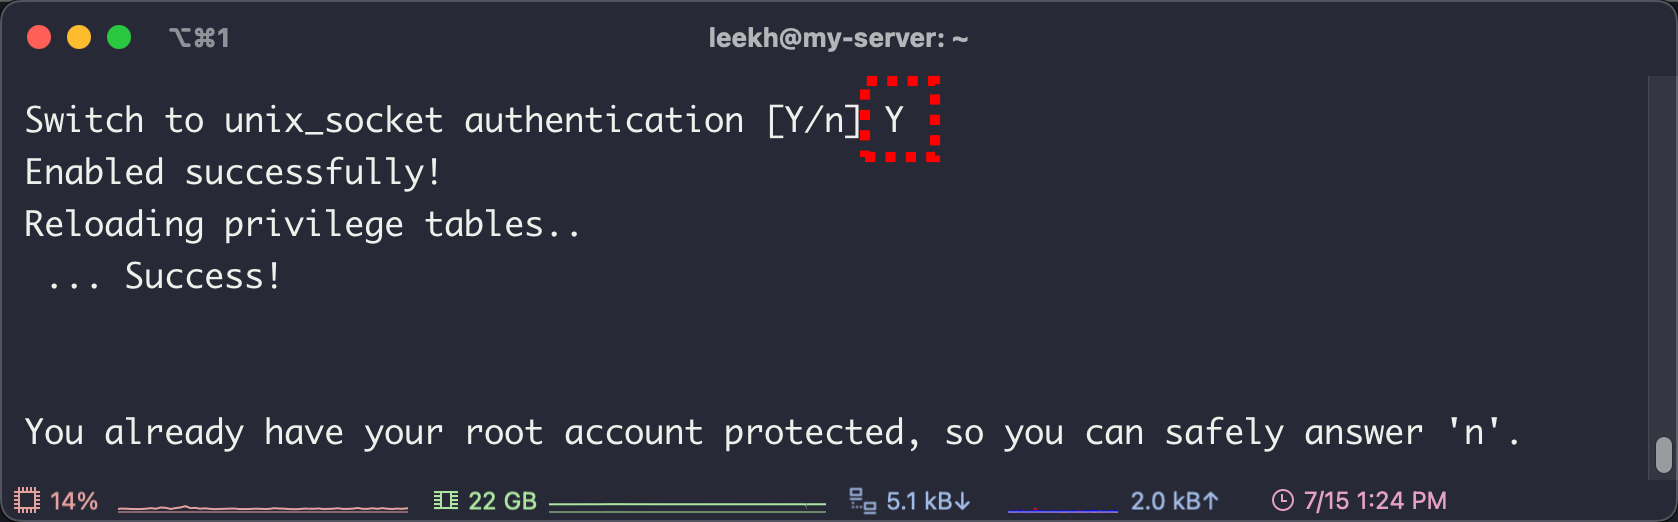 ⌥⌘1
leekh@my-server: ~
Switch to unix_socket authentication [Y/n] Y
Enabled successfully!
Reloading privilege tables..
 ... Success!
You already have your root account protected, so you can safely answer 'n'.
14% 22 GB 5.1 kB↓ 2.0 kB↑ 7/15 1:24 PM